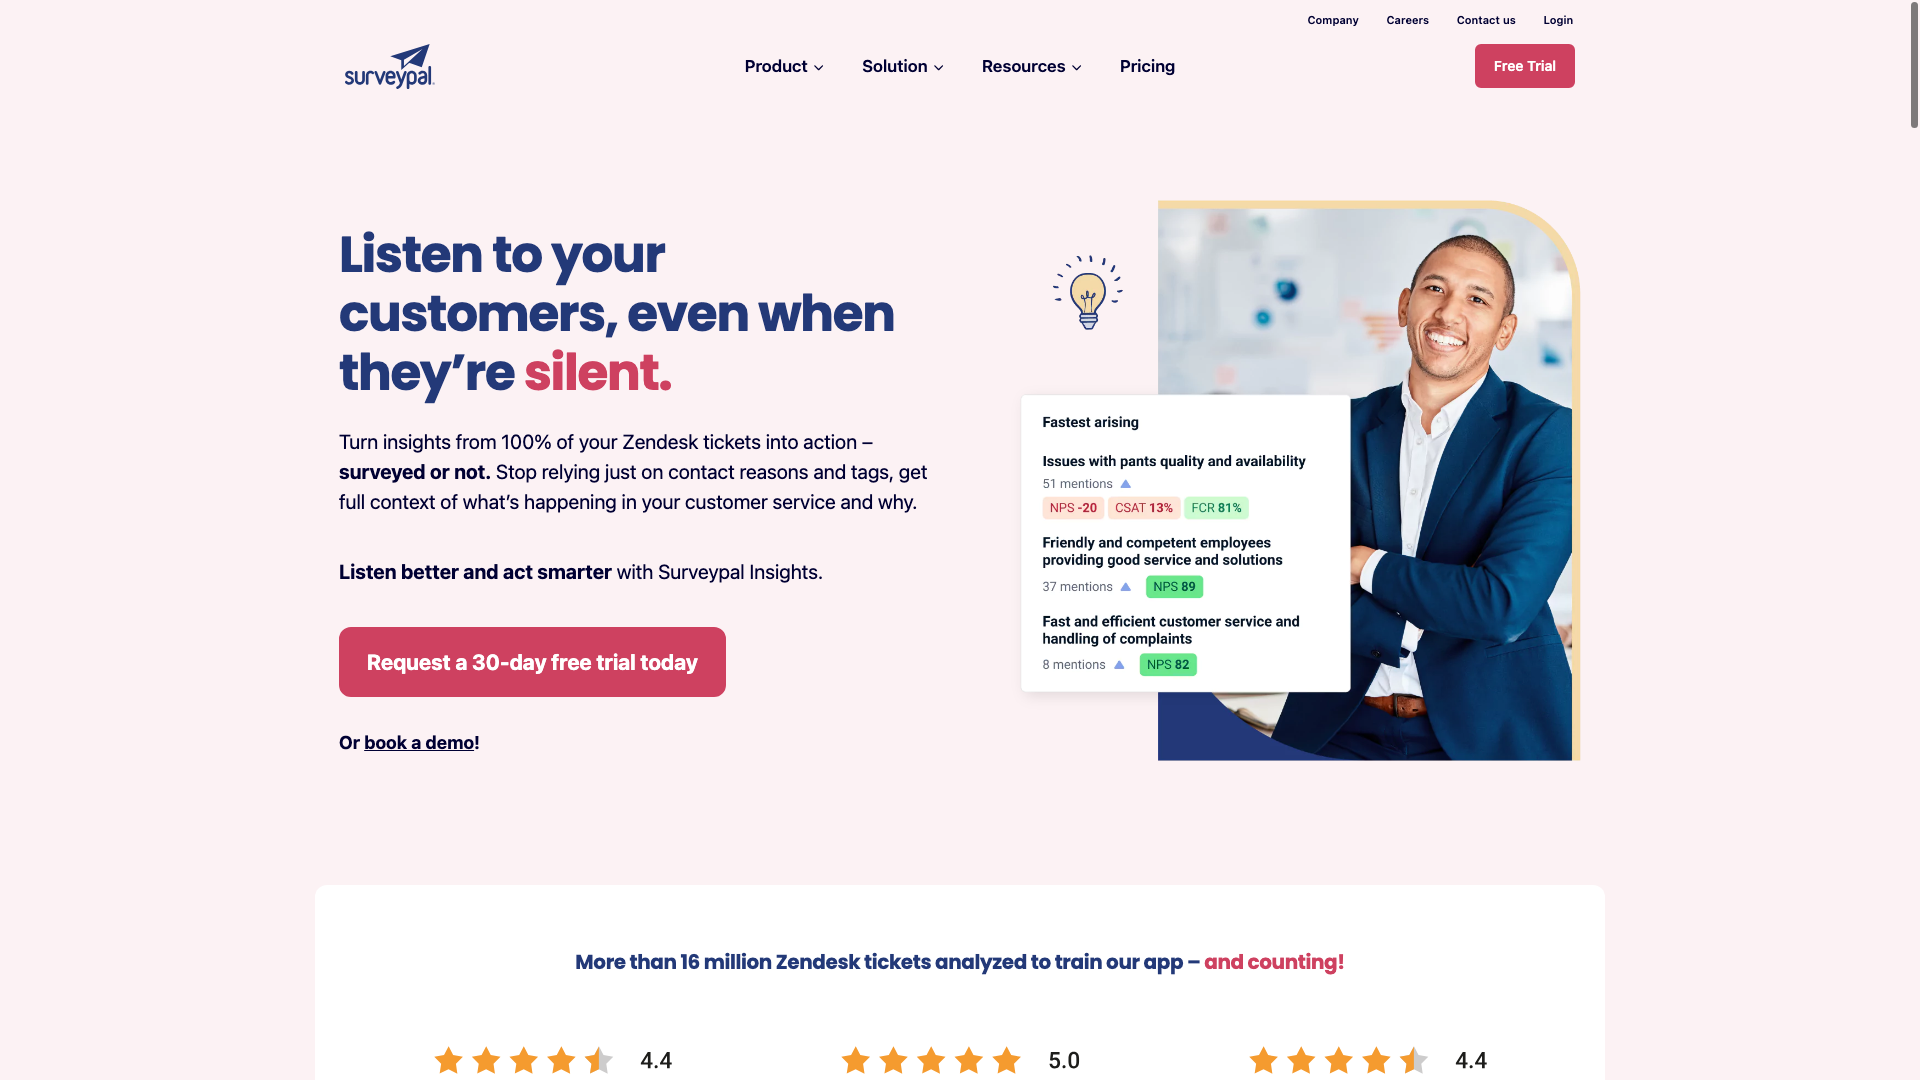 Company Careers Contact us Login
surveypal
Product Solution Resources Pricing
Free Trial
Listen to your
customers, even when
they’re silent.
Turn insights from 100% of your Zendesk tickets into action –
surveyed or not. Stop relying just on contact reasons and tags, get
full context of what’s happening in your customer service and why.
Listen better and act smarter with Surveypal Insights.
Request a 30-day free trial today
Or book a demo!
Fastest arising
Issues with pants quality and availability
51 mentions
NPS -20 CSAT 13% FCR 81%
Friendly and competent employees
providing good service and solutions
37 mentions NPS 89
Fast and efficient customer service and
handling of complaints
8 mentions NPS 82
More than 16 million Zendesk tickets analyzed to train our app – and counting!
4.4 5.0 4.4